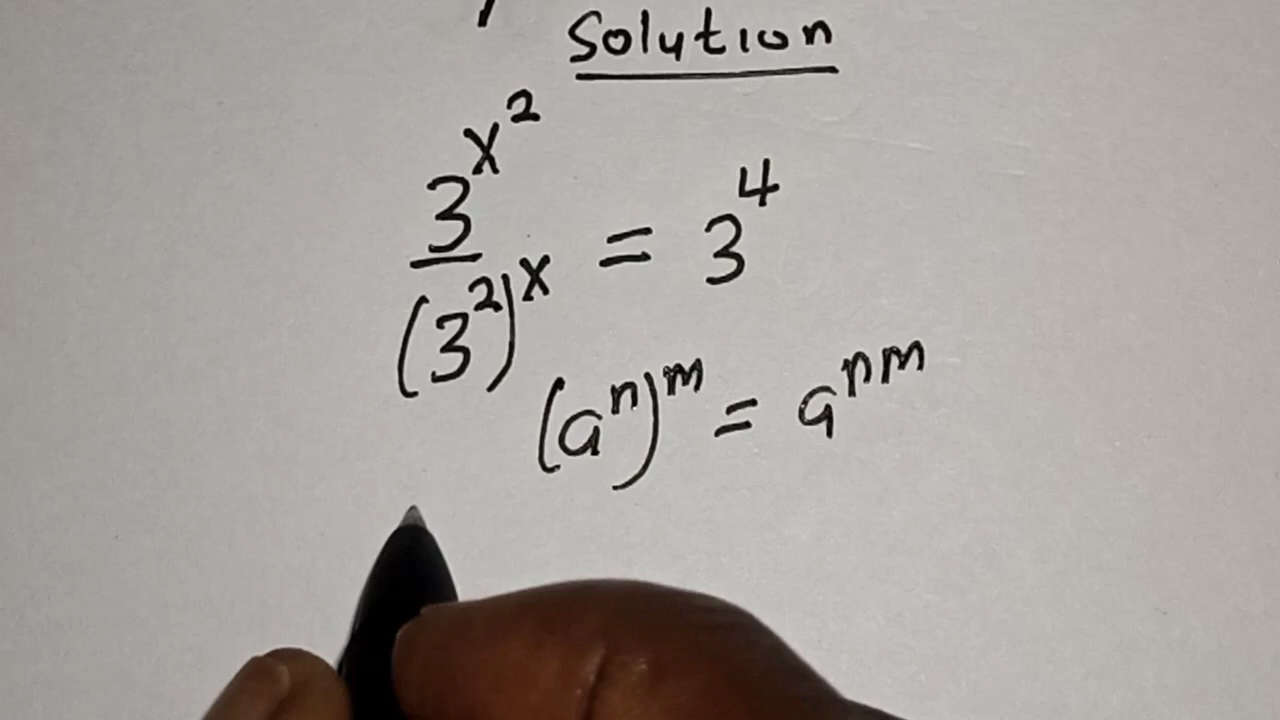 Solution
3^{x^2}/(3^2)^x = 3^4
(a^n)^m = a^{nm}